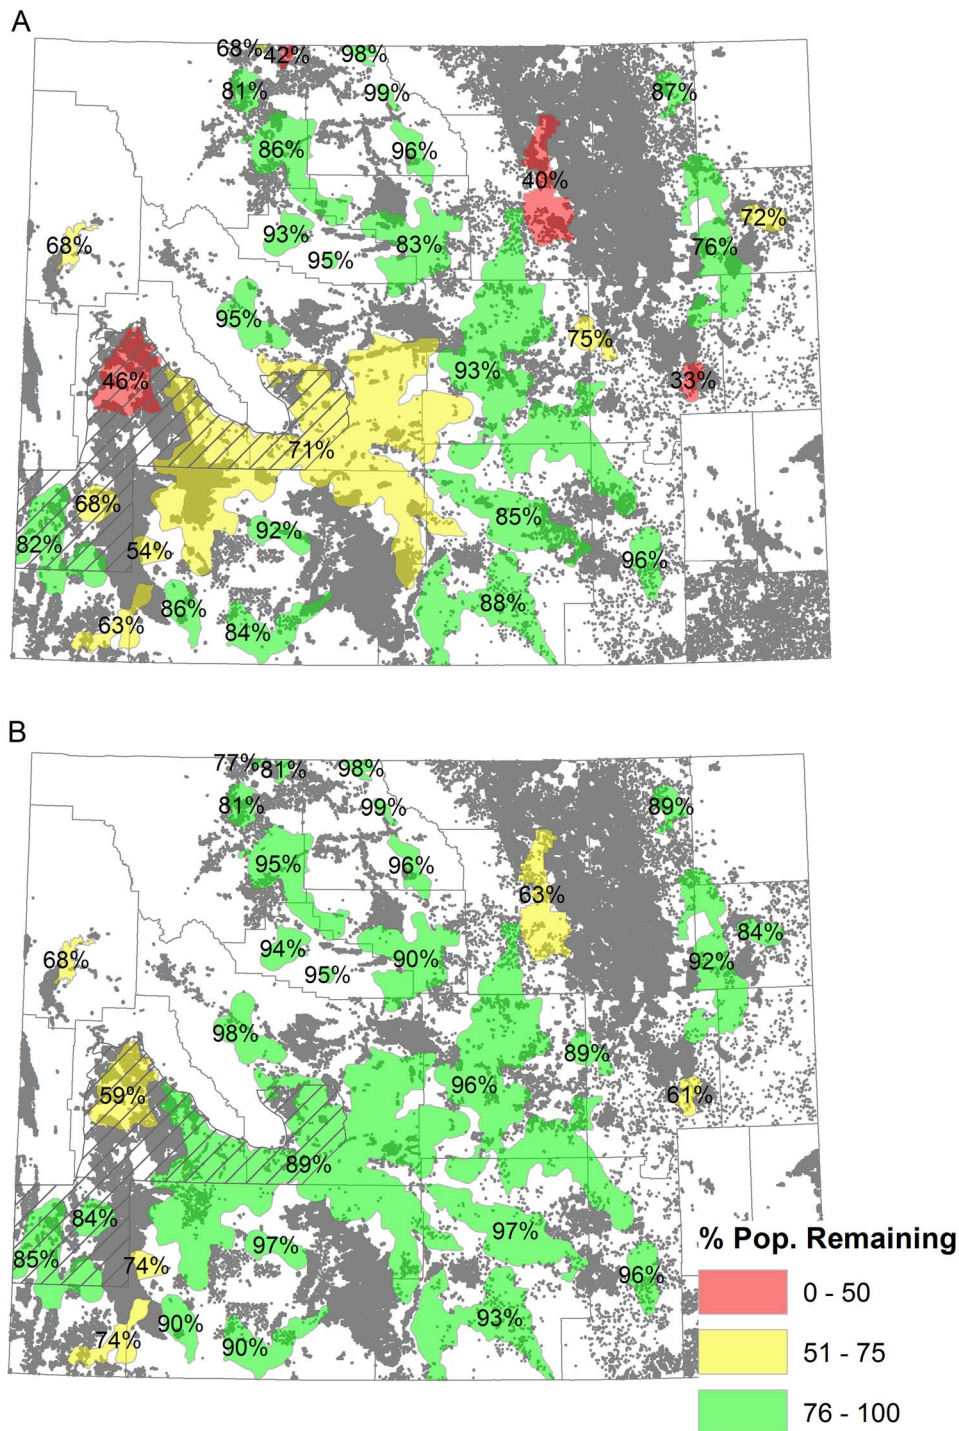 A
68% 42% 98%
81% 99% 87%
86% 96%
40%
72%
93% 83% 76%
68%
95%
95%
75%
93%
46% 33%
71%
68%
85%
92%
82% 54%
96%
86% 88%
63% 84%
B
77% 81% 98%
81% 99% 89%
95% 96%
63%
84%
94% 90% 92%
68%
95%
98%
89%
96%
59% 61%
89%
84%
97%
97%
85% 74%
96%
90% 93%
74% 90%
% Pop. Remaining
0 - 50
51 - 75
76 - 100